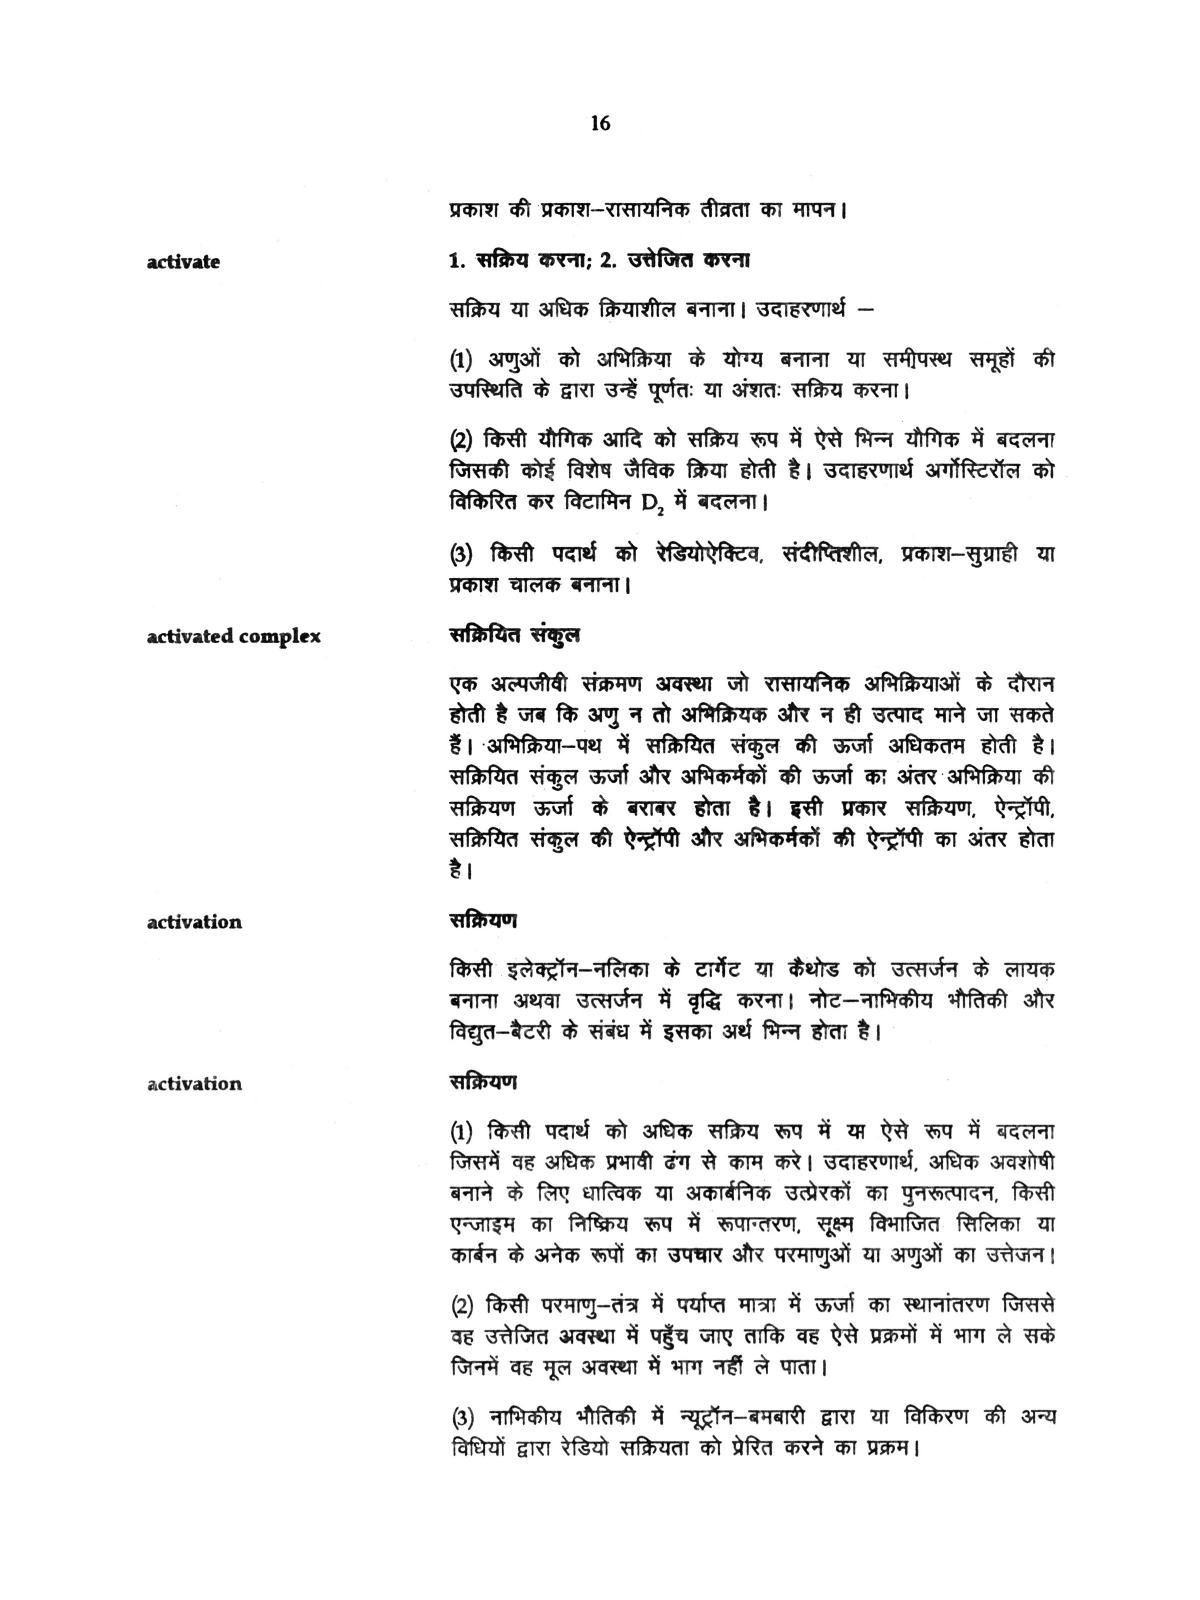 16
प्रकाश की प्रकाश–रासायनिक तीव्रता का मापन।
activate 1. सक्रिय करना; 2. उत्तेजित करना
सक्रिय या अधिक क्रियाशील बनाना। उदाहरणार्थ –
(1) अणुओं को अभिक्रिया के योग्य बनाना या समीपस्थ समूहों की
उपस्थिति के द्वारा उन्हें पूर्णतः या अंशतः सक्रिय करना।
(2) किसी यौगिक आदि को सक्रिय रूप में ऐसे भिन्न यौगिक में बदलना
जिसकी कोई विशेष जैविक क्रिया होती है। उदाहरणार्थ अर्गोस्टिरॉल को
विकिरित कर विटामिन D₂ में बदलना।
(3) किसी पदार्थ को रेडियोऐक्टिव, संदीप्तिशील, प्रकाश–सुग्राही या
प्रकाश चालक बनाना।
activated complex सक्रियित संकुल
एक अल्पजीवी संक्रमण अवस्था जो रासायनिक अभिक्रियाओं के दौरान
होती है जब कि अणु न तो अभिक्रियक और न ही उत्पाद माने जा सकते
हैं। अभिक्रिया–पथ में सक्रियित संकुल की ऊर्जा अधिकतम होती है।
सक्रियित संकुल ऊर्जा और अभिकर्मकों की ऊर्जा का अंतर अभिक्रिया की
सक्रियण ऊर्जा के बराबर होता है। इसी प्रकार सक्रियण, ऐन्ट्रॉपी,
सक्रियित संकुल की ऐन्ट्रॉपी और अभिकर्मकों की ऐन्ट्रॉपी का अंतर होता
है।
activation सक्रियण
किसी इलेक्ट्रॉन–नलिका के टार्गेट या कैथोड को उत्सर्जन के लायक
बनाना अथवा उत्सर्जन में वृद्धि करना। नोट–नाभिकीय भौतिकी और
विद्युत–बैटरी के संबंध में इसका अर्थ भिन्न होता है।
activation सक्रियण
(1) किसी पदार्थ को अधिक सक्रिय रूप में या ऐसे रूप में बदलना
जिसमें वह अधिक प्रभावी ढंग से काम करे। उदाहरणार्थ, अधिक अवशोषी
बनाने के लिए धात्विक या अकार्बनिक उत्प्रेरकों का पुनरूत्पादन, किसी
एन्जाइम का निष्क्रिय रूप में रूपान्तरण, सूक्ष्म विभाजित सिलिका या
कार्बन के अनेक रूपों का उपचार और परमाणुओं या अणुओं का उत्तेजन।
(2) किसी परमाणु–तंत्र में पर्याप्त मात्रा में ऊर्जा का स्थानांतरण जिससे
वह उत्तेजित अवस्था में पहुँच जाए ताकि वह ऐसे प्रक्रमों में भाग ले सके
जिनमें वह मूल अवस्था में भाग नहीं ले पाता।
(3) नाभिकीय भौतिकी में न्यूट्रॉन–बमबारी द्वारा या विकिरण की अन्य
विधियों द्वारा रेडियो सक्रियता को प्रेरित करने का प्रक्रम।